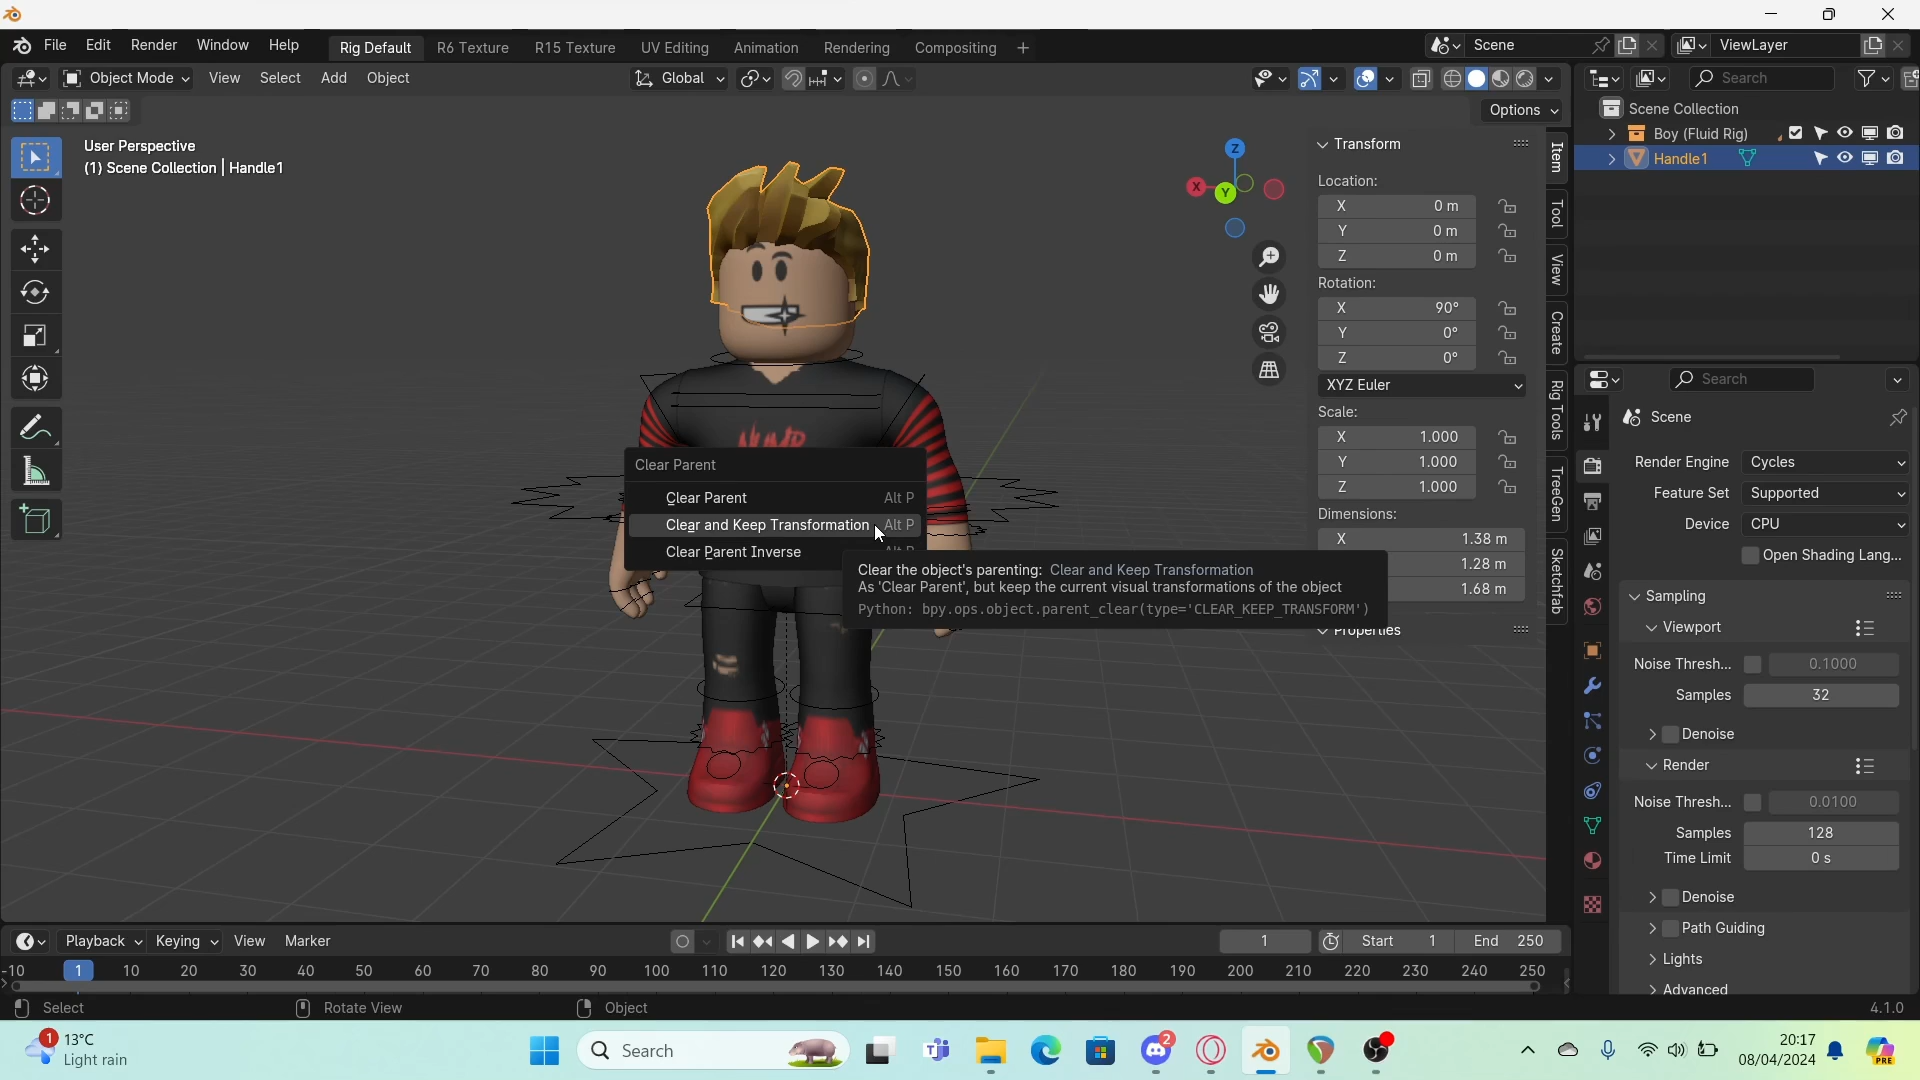 File Edit Render Window Help Rig Default R6 Texture R15 Texture UV Editing Animation Rendering Compositing + Scene ViewLayer
Object Mode View Select Add Object Global Search
Options
User Perspective
(1) Scene Collection | Handle1
Z
X
Y
Transform
Location:
X 0 m
Y 0 m
Z 0 m
Rotation:
X 90°
Y 0°
Z 0°
XYZ Euler
Scale:
X 1.000
Y 1.000
Z 1.000
Dimensions:
X 1.38 m
1.28 m
1.68 m
Properties
Item
Tool
View
Create
Rig Tools
TreeGen
Sketchfab
Scene Collection
Boy (Fluid Rig)
Handle1
Search
Scene
Render Engine Cycles
Feature Set Supported
Device CPU
Open Shading Lang...
Sampling
Viewport
Noise Thresh... 0.1000
Samples 32
Denoise
Render
Noise Thresh... 0.0100
Samples 128
Time Limit 0 s
Denoise
Path Guiding
Lights
Advanced
Clear Parent
Clear Parent Alt P
Clear and Keep Transformation Alt P
Clear Parent Inverse Alt P
Clear the object's parenting: Clear and Keep Transformation
As 'Clear Parent', but keep the current visual transformations of the object
Python: bpy.ops.object.parent_clear(type='CLEAR_KEEP_TRANSFORM')
Playback Keying View Marker 1 Start 1 End 250
-10 1 10 20 30 40 50 60 70 80 90 100 110 120 130 140 150 160 170 180 190 200 210 220 230 240 250
Select Rotate View Object 4.1.0
1 13°C
Light rain
Search
2
20:17
08/04/2024
PRE